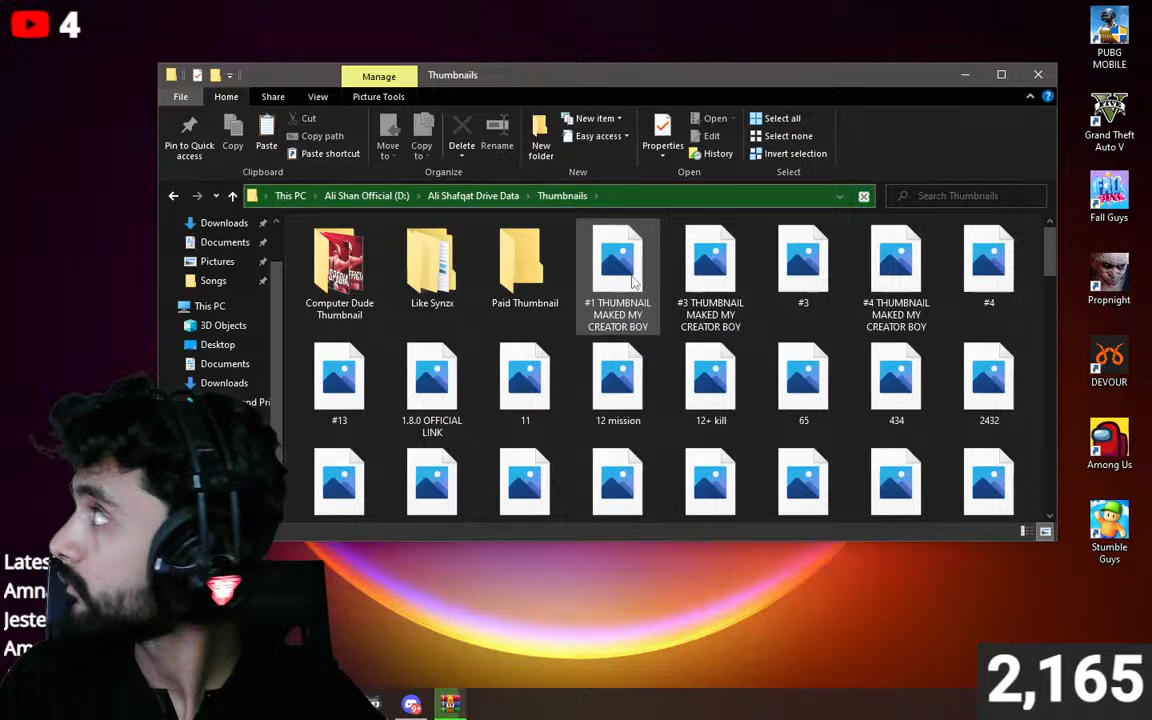 4
Manage
Thumbnails
File
Home
Share
View
Picture Tools
Pin to Quick
access
Copy
Paste
Cut
Copy path
Paste shortcut
Clipboard
Move
to
Copy
to
Delete
Rename
Organize
New
folder
New item
Easy access
New
Properties
Open
Edit
History
Open
Select all
Select none
Invert selection
Select
This PC
Ali Shan Official (D:)
Ali Shafqat Drive Data
Thumbnails
Search Thumbnails
Downloads
Documents
Pictures
Songs
This PC
3D Objects
Desktop
Documents
Downloads
Computer Dude
Thumbnail
Like Synzx
Paid Thumbnail
#1 THUMBNAIL
MAKED MY
CREATOR BOY
#3 THUMBNAIL
MAKED MY
CREATOR BOY
#3
#4 THUMBNAIL
MAKED MY
CREATOR BOY
#4
#13
1.8.0 OFFICIAL
LINK
11
12 mission
12+ kill
65
434
2432
PUBG
MOBILE
Grand Theft
Auto V
Fall Guys
Propnight
DEVOUR
Among Us
Stumble
Guys
Lates
Amn
Jeste
Am
2,165